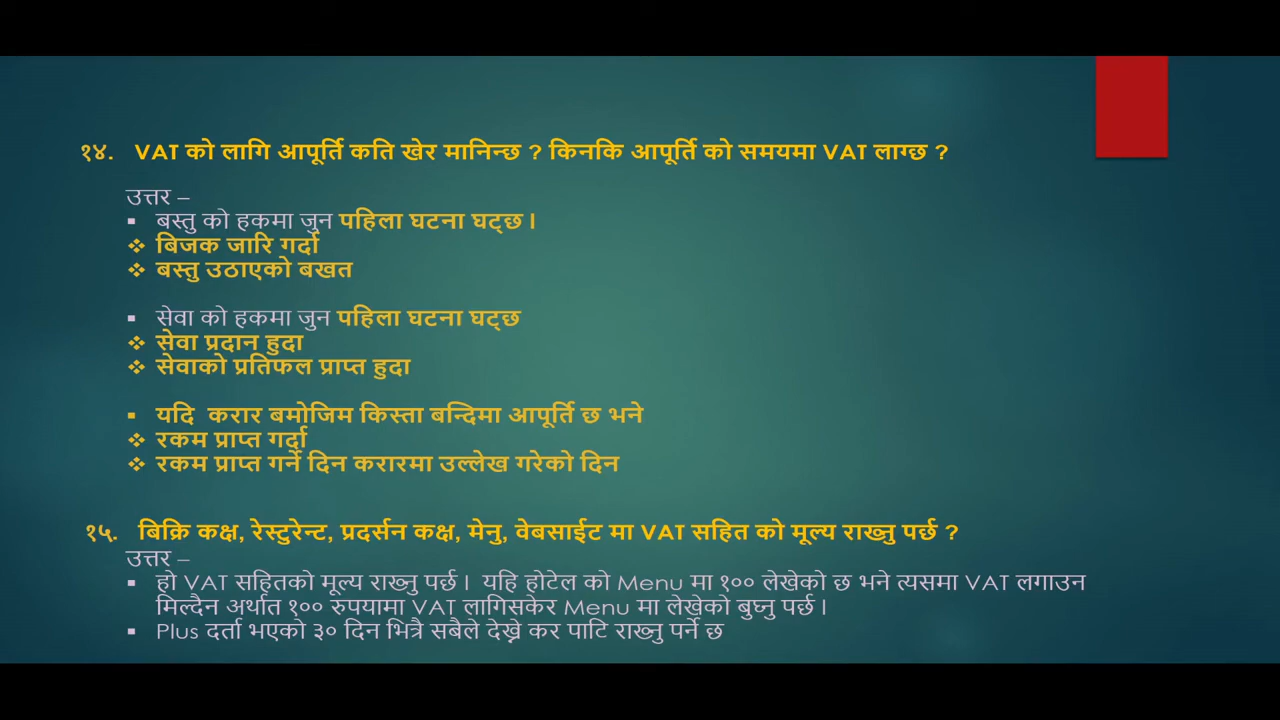 १४. VAT को लागि आपूर्ति कति खेर मानिन्छ ? किनकि आपूर्ति को समयमा VAT लाग्छ ?
उत्तर –
▪ बस्तु को हकमा जुन पहिला घटना घट्छ ।
❖ बिजक जारि गर्दा
❖ बस्तु उठाएको बखत
▪ सेवा को हकमा जुन पहिला घटना घट्छ
❖ सेवा प्रदान हुदा
❖ सेवाको प्रतिफल प्राप्त हुदा
▪ यदि करार बमोजिम किस्ता बन्दिमा आपूर्ति छ भने
❖ रकम प्राप्त गर्दा
❖ रकम प्राप्त गर्ने दिन करारमा उल्लेख गरेको दिन
१५. बिक्रि कक्ष, रेस्टुरेन्ट, प्रदर्सन कक्ष, मेनु, वेबसाईट मा VAT सहित को मूल्य राख्नु पर्छ ?
उत्तर –
▪ हो VAT सहितको मूल्य राख्नु पर्छ । यहि होटेल को Menu मा १०० लेखेको छ भने त्यसमा VAT लगाउन
मिल्दैन अर्थात १०० रुपयामा VAT लागिसकेर Menu मा लेखेको बुघ्नु पर्छ ।
▪ Plus दर्ता भएको ३० दिन भित्रै सबैले देख्ने कर पाटि राख्नु पर्ने छ